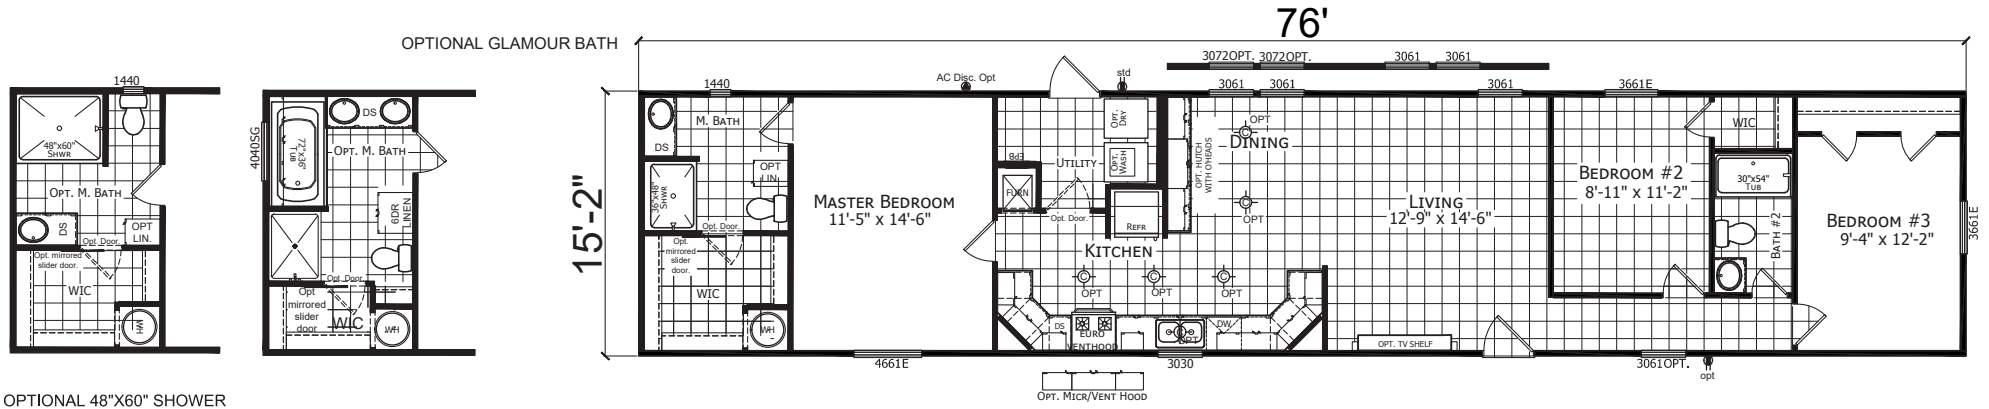 76'
OPTIONAL GLAMOUR BATH
3072OPT.
3072OPT.
3061
3061
AC Disc. Opt
std
1440
1440
3061
3061
3061
3661E
48"x60"
SHWR
OPT. M. BATH
DS
OPT
LIN.
Opt. Door.
Opt. mirrored
slider door.
WIC
WH
4040SG
72"x36"
TUB
DS
OPT. M. BATH
6DR
LINEN
Opt. Door
Opt
mirrored
slider
door
WIC
WH
15'-2"
DS
M. BATH
36"x48"
SHWR
OPT
LIN
Opt. Door.
Opt.
mirrored
slider
door.
WIC
WH
MASTER BEDROOM
11'-5" x 14'-6"
EPB
FURN
UTILITY
OPT.
DRY
OPT.
WASH
Opt. Door.
REFR
KITCHEN
OPT. HUTCH
WITH O'HEADS
OPT
DINING
OPT
C
C
C
OPT
OPT
OPT
DS
EURO
VENTHOOD
OPT
DW
LIVING
12'-9" x 14'-6"
OPT. TV SHELF
BEDROOM #2
8'-11" x 11'-2"
WIC
30"x54"
TUB
BATH #2
BEDROOM #3
9'-4" x 12'-2"
3661E
4661E
3030
3061OPT.
opt
OPT. MICR/VENT HOOD
OPTIONAL 48"X60" SHOWER